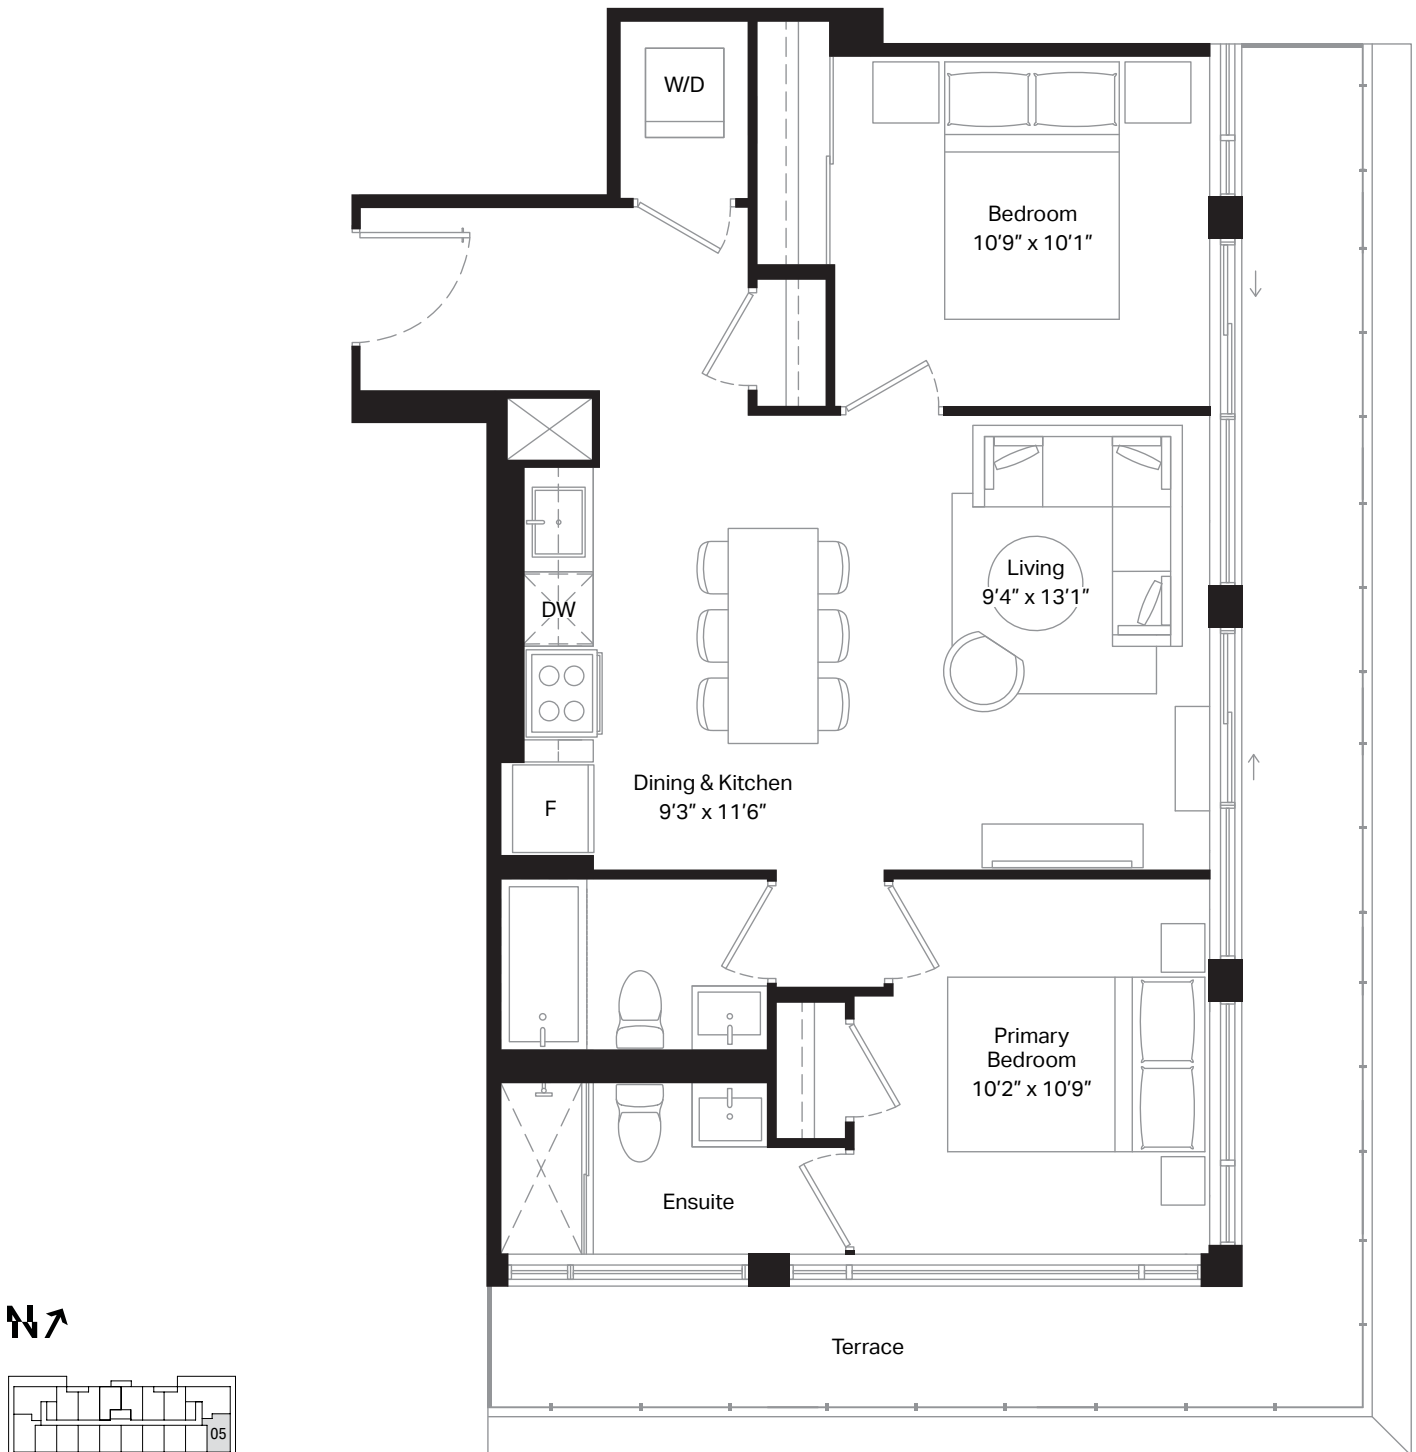 W/D
Bedroom
10'9" x 10'1"
Living
9'4" x 13'1"
DW
Dining & Kitchen
9'3" x 11'6"
F
Primary
Bedroom
10'2" x 10'9"
Ensuite
Terrace
N
05